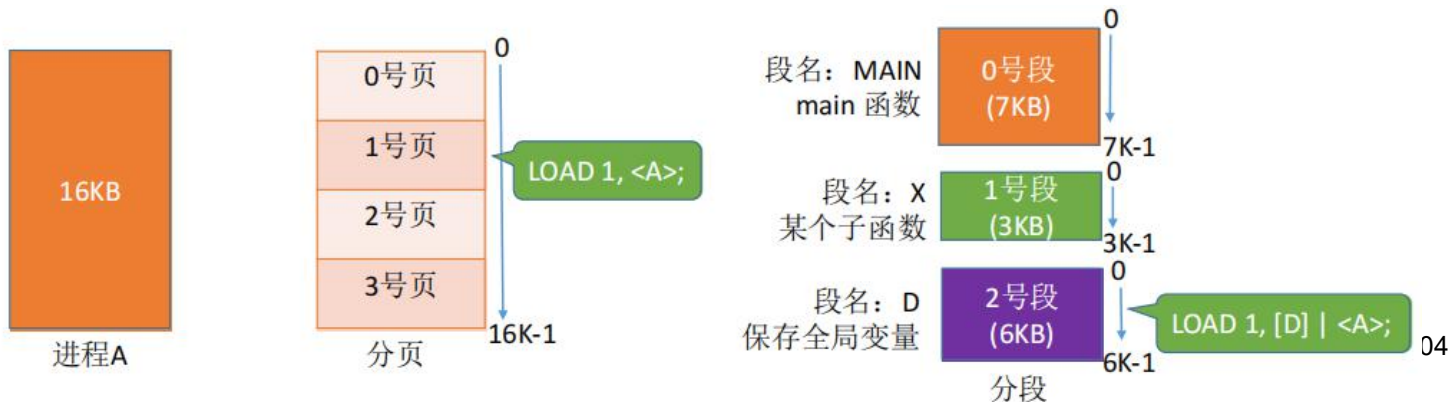 16KB
进程A
0号页
1号页
2号页
3号页
0
16K-1
LOAD 1, <A>;
分页
段名：MAIN
main 函数
0号段
(7KB)
0
7K-1
段名：X
某个子函数
1号段
(3KB)
0
3K-1
段名：D
保存全局变量
2号段
(6KB)
0
6K-1
LOAD 1, [D] | <A>;
分段
04